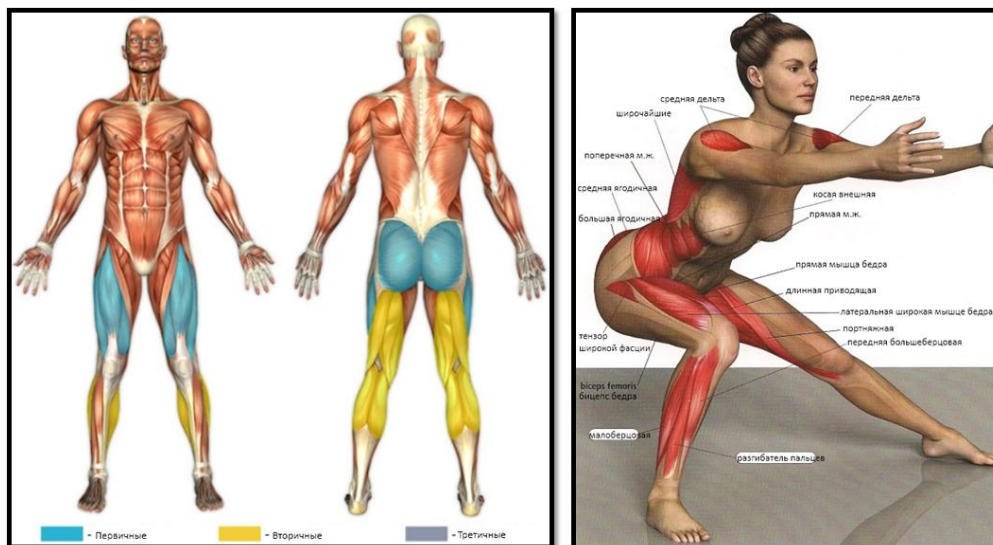 - Первичные
- Вторичные
- Третичные
средняя дельта
передняя дельта
широчайшие
поперечная м.ж.
средняя ягодичная
косая внешняя
большая ягодичная
прямая м.ж.
прямая мышца бедра
длинная приводящая
латеральная широкая мышце бедра
портняжная
тензор
широкой фасции
передняя большеберцовая
biceps femoris
бицепс бедра
малоберцовая
разгибатель пальцев